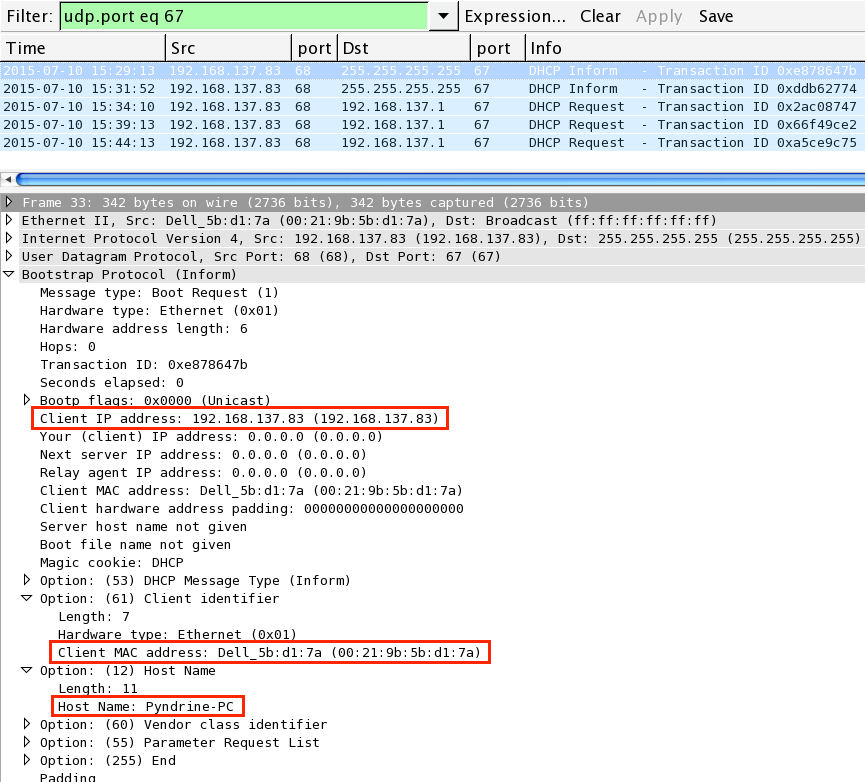 Filter: udp.port eq 67 Expression... Clear Apply Save
Time Src port Dst port Info
2015-07-10 15:29:13 192.168.137.83 68 255.255.255.255 67 DHCP Inform - Transaction ID 0xe878647b
2015-07-10 15:31:52 192.168.137.83 68 255.255.255.255 67 DHCP Inform - Transaction ID 0xddb62774
2015-07-10 15:34:10 192.168.137.83 68 192.168.137.1 67 DHCP Request - Transaction ID 0x2ac08747
2015-07-10 15:39:13 192.168.137.83 68 192.168.137.1 67 DHCP Request - Transaction ID 0x66f49ce2
2015-07-10 15:44:13 192.168.137.83 68 192.168.137.1 67 DHCP Request - Transaction ID 0xa5ce9c75
Frame 33: 342 bytes on wire (2736 bits), 342 bytes captured (2736 bits)
Ethernet II, Src: Dell_5b:d1:7a (00:21:9b:5b:d1:7a), Dst: Broadcast (ff:ff:ff:ff:ff:ff)
Internet Protocol Version 4, Src: 192.168.137.83 (192.168.137.83), Dst: 255.255.255.255 (255.255.255.255)
User Datagram Protocol, Src Port: 68 (68), Dst Port: 67 (67)
Bootstrap Protocol (Inform)
Message type: Boot Request (1)
Hardware type: Ethernet (0x01)
Hardware address length: 6
Hops: 0
Transaction ID: 0xe878647b
Seconds elapsed: 0
Bootp flags: 0x0000 (Unicast)
Client IP address: 192.168.137.83 (192.168.137.83)
Your (client) IP address: 0.0.0.0 (0.0.0.0)
Next server IP address: 0.0.0.0 (0.0.0.0)
Relay agent IP address: 0.0.0.0 (0.0.0.0)
Client MAC address: Dell_5b:d1:7a (00:21:9b:5b:d1:7a)
Client hardware address padding: 00000000000000000000
Server host name not given
Boot file name not given
Magic cookie: DHCP
Option: (53) DHCP Message Type (Inform)
Option: (61) Client identifier
Length: 7
Hardware type: Ethernet (0x01)
Client MAC address: Dell_5b:d1:7a (00:21:9b:5b:d1:7a)
Option: (12) Host Name
Length: 11
Host Name: Pyndrine-PC
Option: (60) Vendor class identifier
Option: (55) Parameter Request List
Option: (255) End
Padding